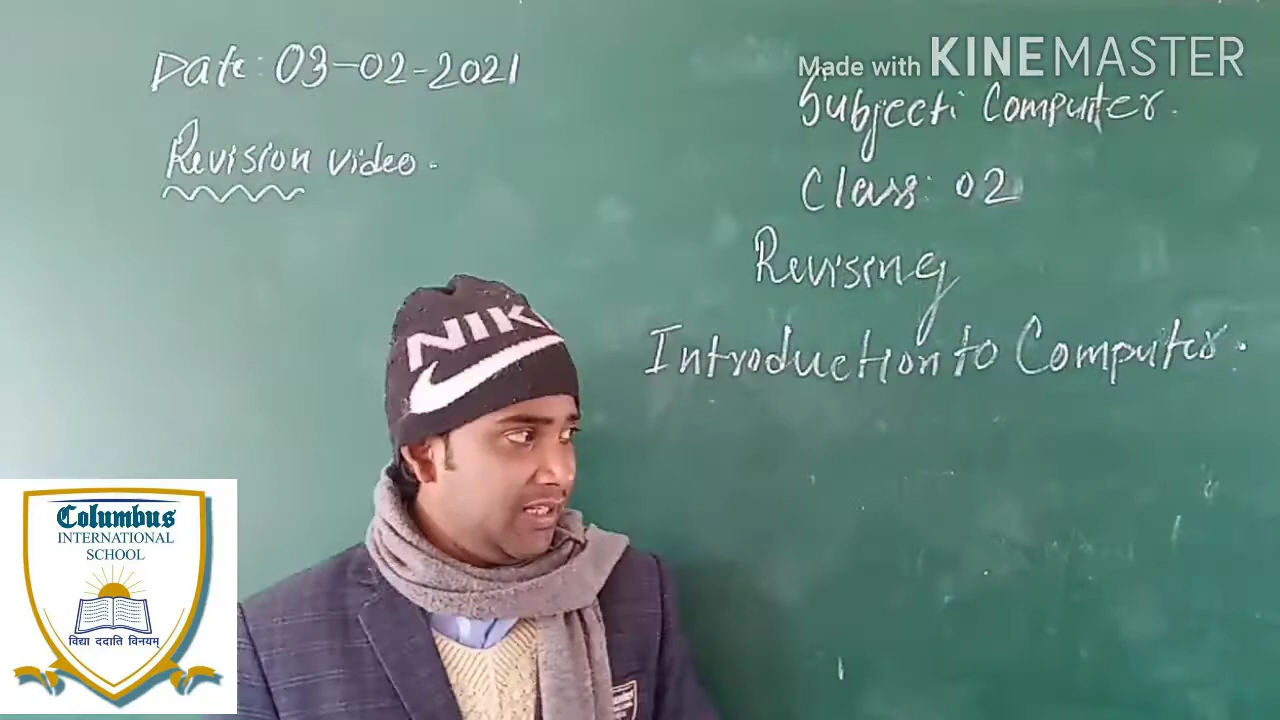 Date: 03-02-2021
Revision video.
Made with KINEMASTER
Subject: Computer.
Class: 02
Revising
Introduction to Computer.
NIK
Columbus
INTERNATIONAL
SCHOOL
विद्या ददाति विनयम्